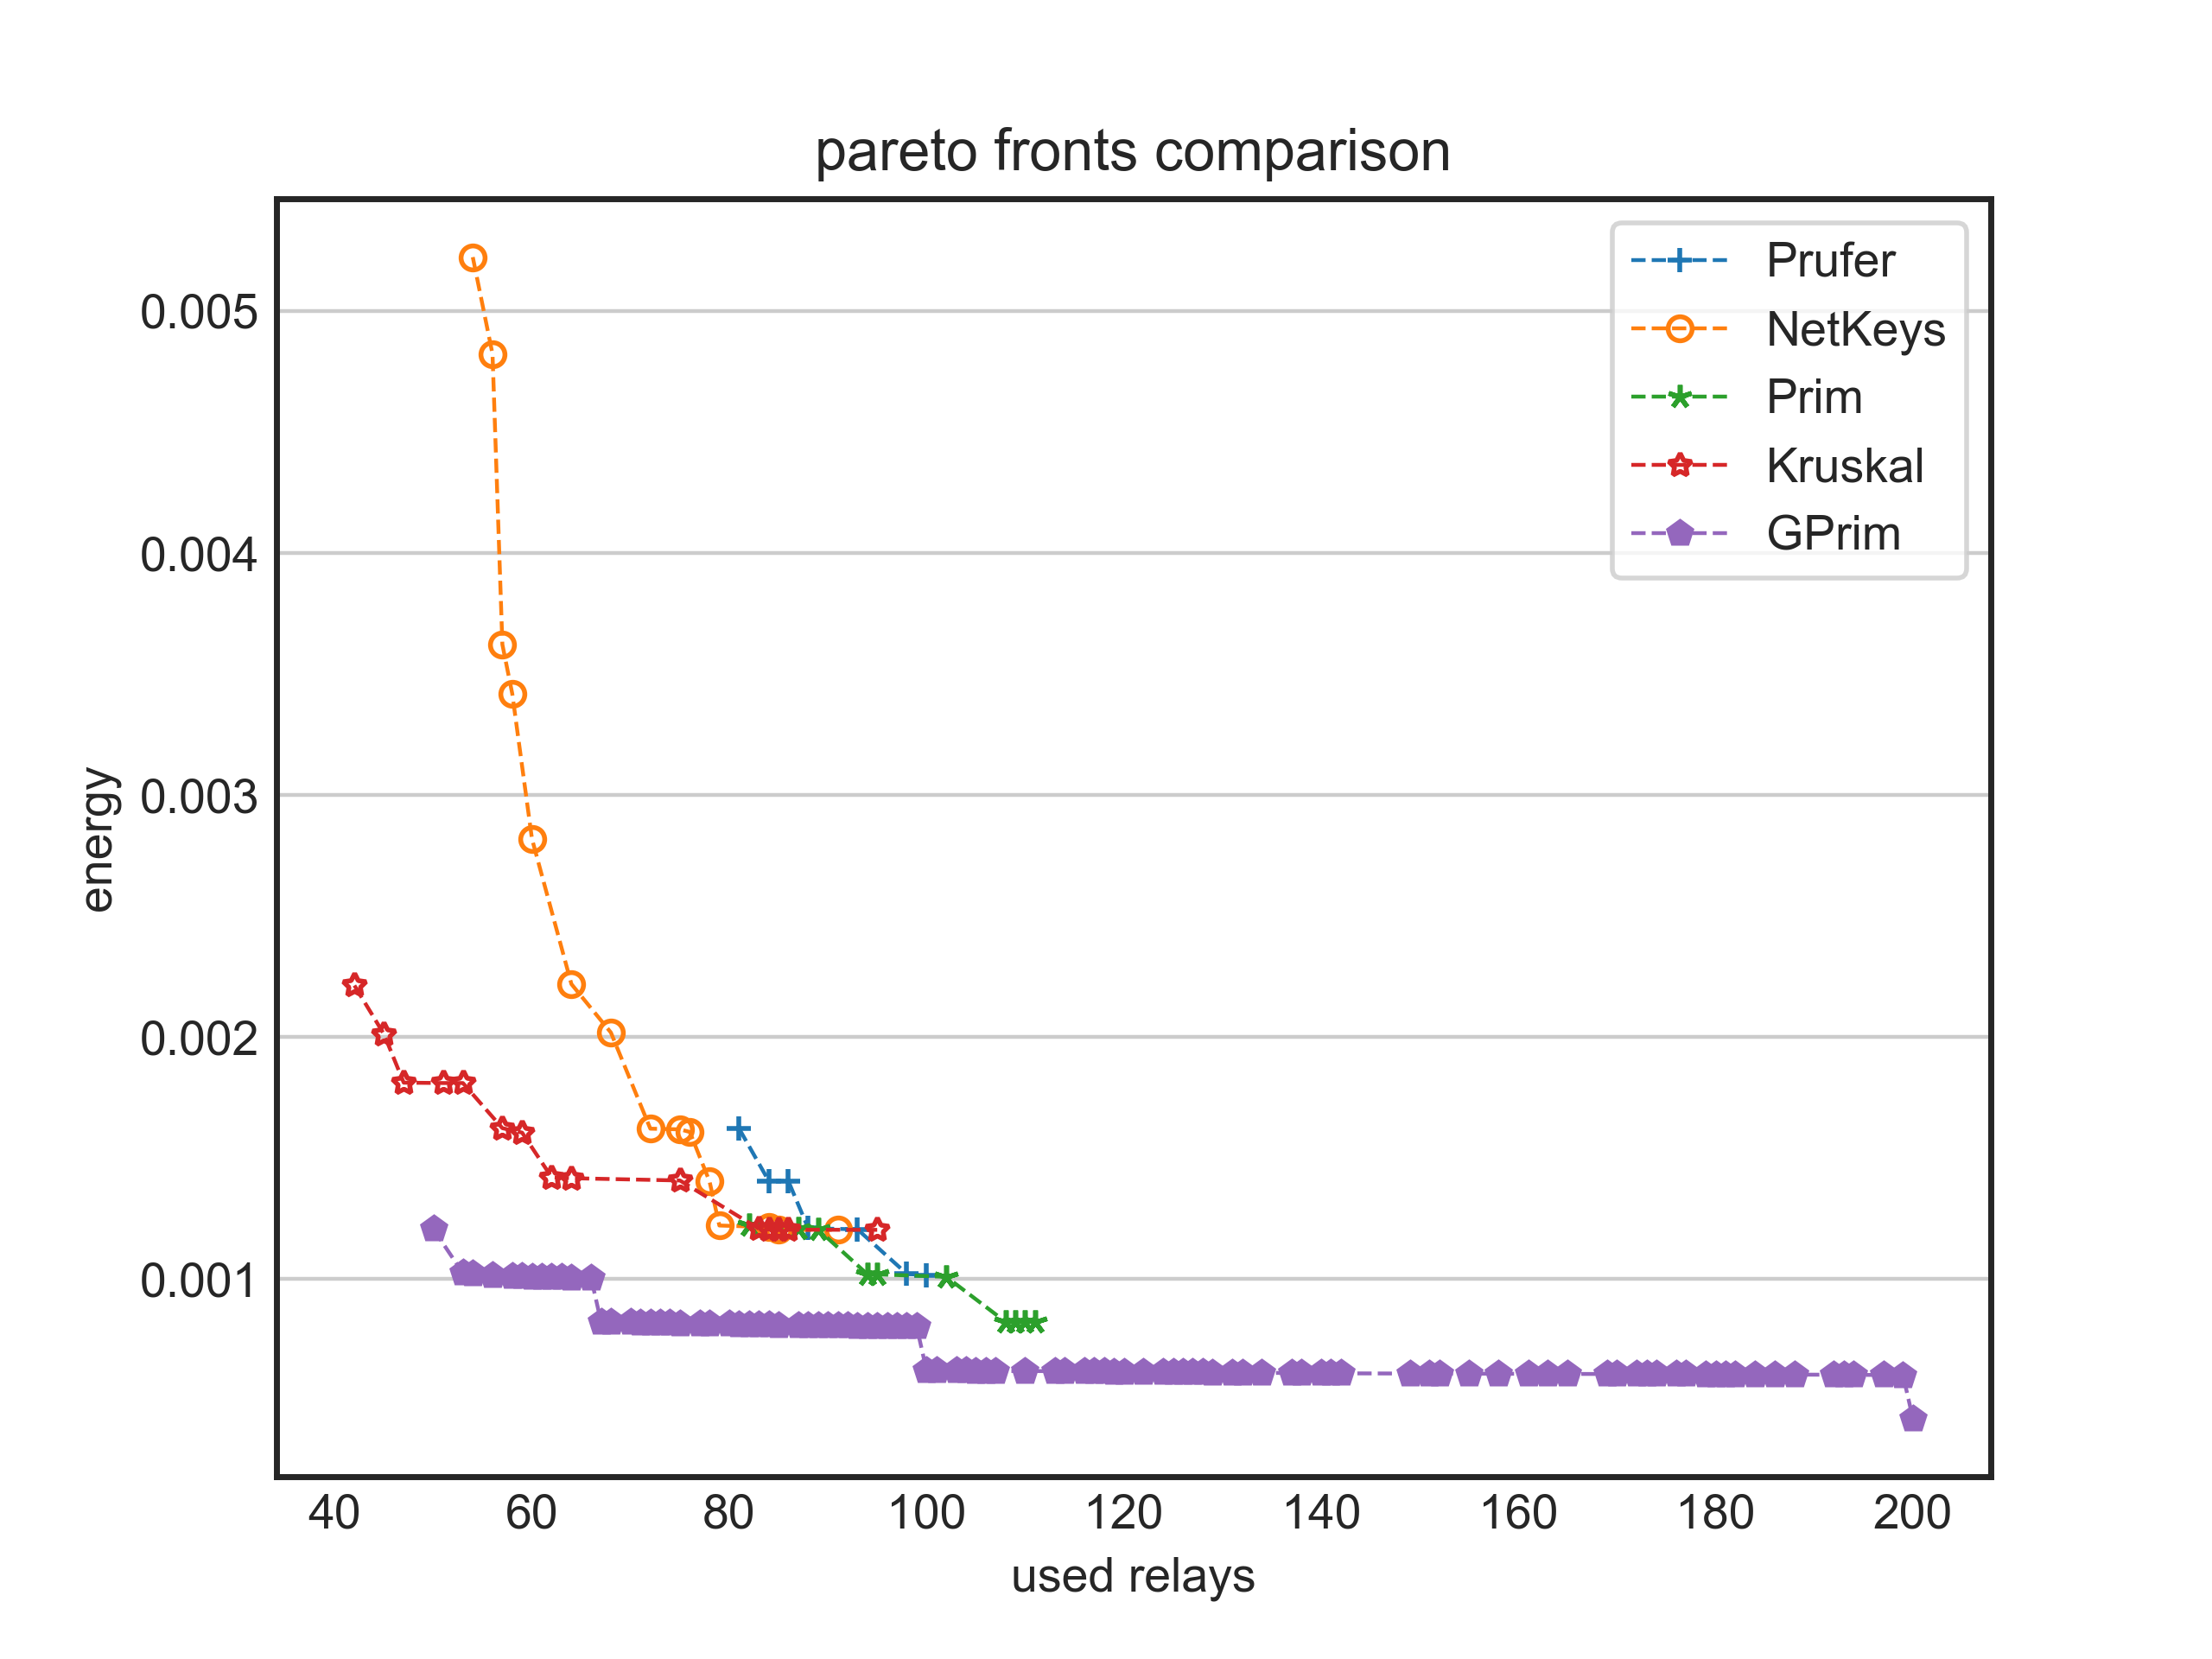 pareto fronts comparison
Prufer
NetKeys
Prim
Kruskal
GPrim
0.005
0.004
0.003
0.002
0.001
energy
40 60 80 100 120 140 160 180 200
used relays